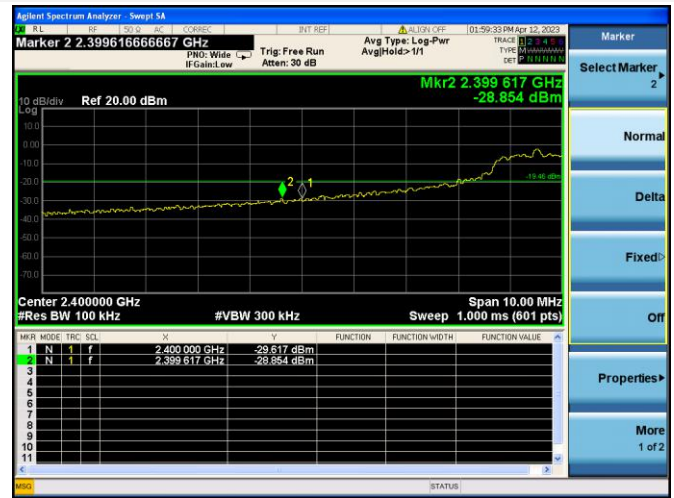 Agilent Spectrum Analyzer - Swept SA
RL RF 50 Ω AC CORREC INT REF ALIGN OFF 01:59:33 PM Apr 12, 2023
Marker 2 2.399616666667 GHz
PNO: Wide
IFGain:Low
Trig: Free Run
Atten: 30 dB
Avg Type: Log-Pwr
Avg|Hold>1/1
TRACE 1 2 3 4 5 6
TYPE M
DET P N N N N N
Mkr2 2.399 617 GHz
-28.854 dBm
10 dB/div Ref 20.00 dBm
Log
10.0
0.00
-10.0
-20.0
-30.0
-40.0
-50.0
-60.0
-70.0
2
1
-19.46 dBm
Center 2.400000 GHz Span 10.00 MHz
#Res BW 100 kHz #VBW 300 kHz Sweep 1.000 ms (601 pts)
MKR MODE TRC SCL X Y FUNCTION FUNCTION WIDTH FUNCTION VALUE
1 N 1 f 2.400 000 GHz -29.617 dBm
2 N 1 f 2.399 617 GHz -28.854 dBm
3
4
5
6
7
8
9
10
11
MSG STATUS
Marker
Select Marker
2
Normal
Delta
Fixed
Off
Properties
More
1 of 2